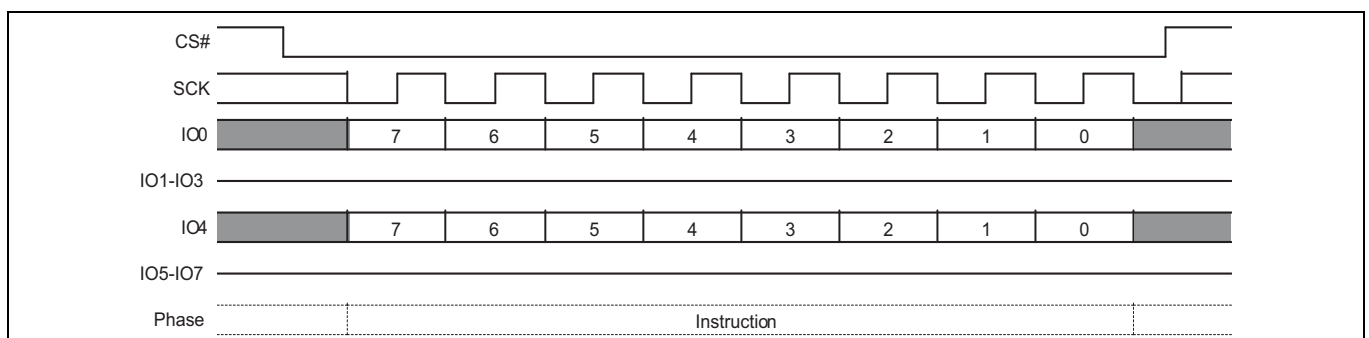 CS#
SCK
IO0 7 6 5 4 3 2 1 0
IO1-IO3
IO4 7 6 5 4 3 2 1 0
IO5-IO7
Phase Instruction